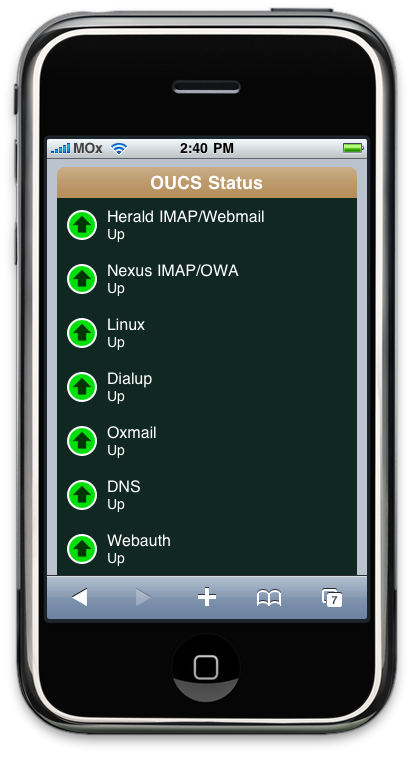 MOx 2:40 PM
OUCS Status
Herald IMAP/Webmail
Up
Nexus IMAP/OWA
Up
Linux
Up
Dialup
Up
Oxmail
Up
DNS
Up
Webauth
Up
7